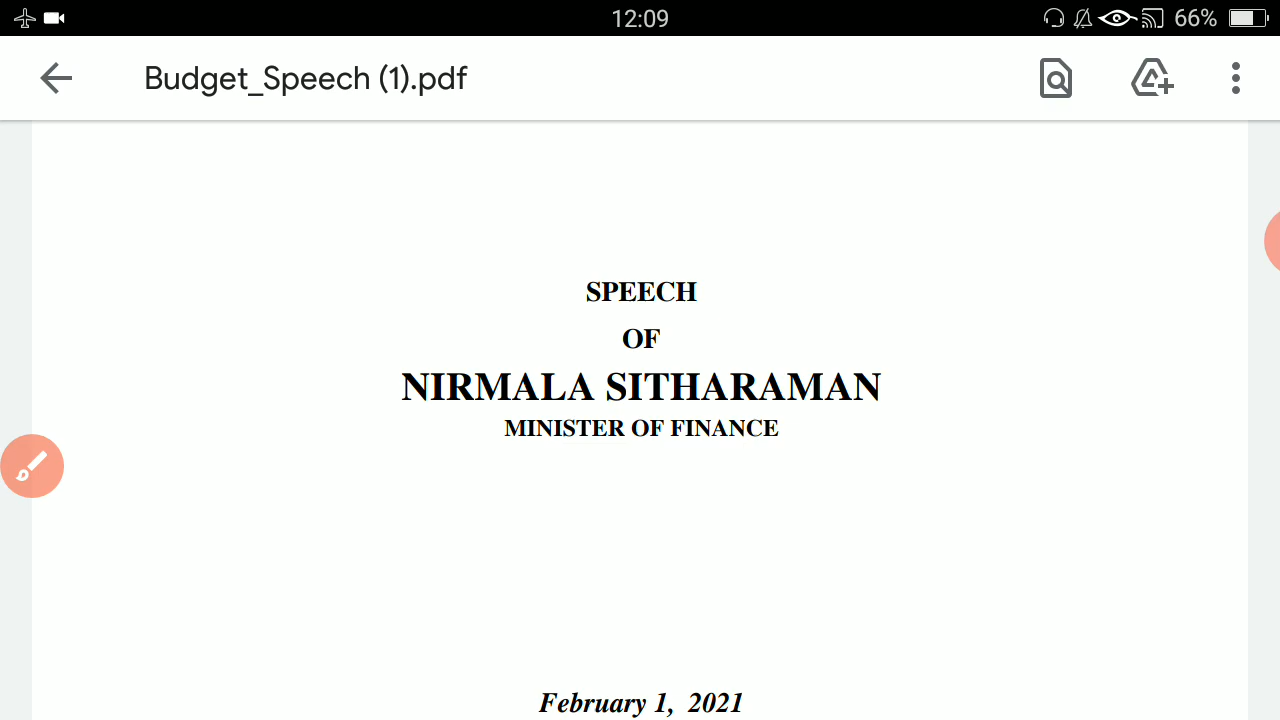 12:09
66%
Budget_Speech (1).pdf
SPEECH
OF
NIRMALA SITHARAMAN
MINISTER OF FINANCE
February 1, 2021